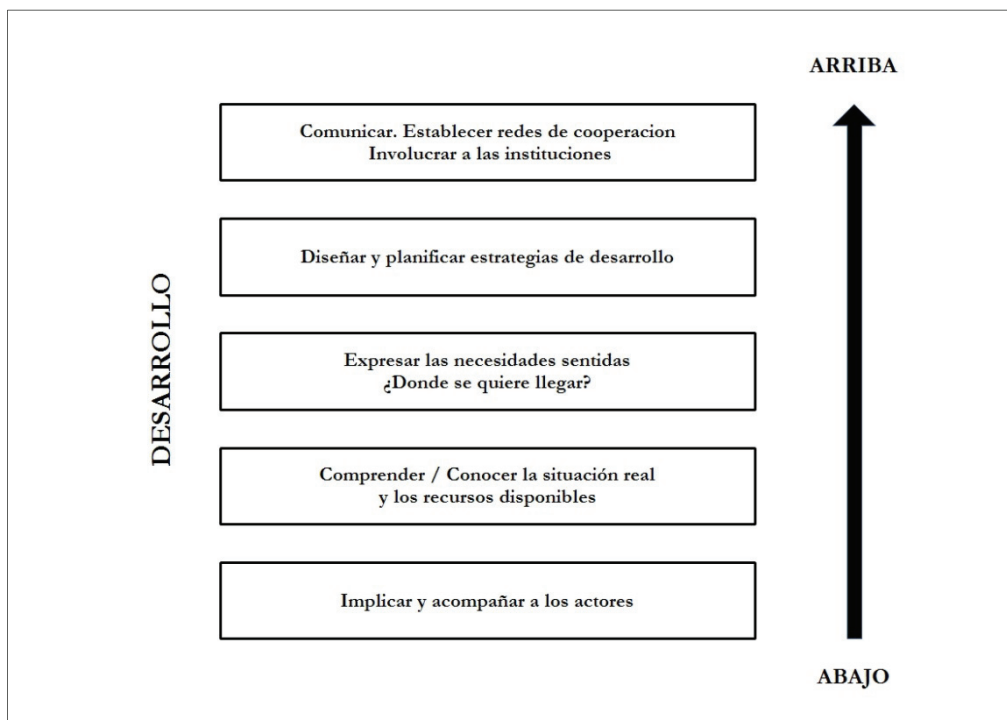 ARRIBA
Comunicar. Establecer redes de cooperacion
Involucrar a las instituciones
Diseñar y planificar estrategias de desarrollo
DESARROLLO
Expresar las necesidades sentidas
¿Donde se quiere llegar?
Comprender / Conocer la situación real
y los recursos disponibles
Implicar y acompañar a los actores
ABAJO